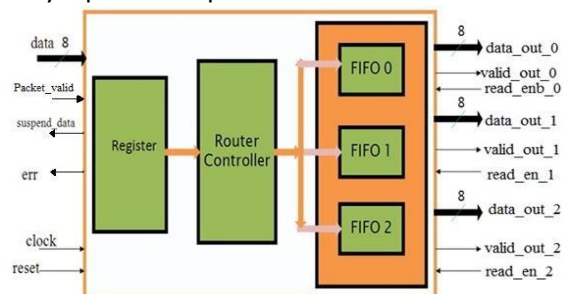 data 8
Packet_valid
suspend_data
err
clock
reset
Register
Router
Controller
FIFO 0
FIFO 1
FIFO 2
8
data_out_0
valid_out_0
read_enb_0
8
data_out_1
valid_out_1
read_en_1
8
data_out_2
valid_out_2
read_en_2